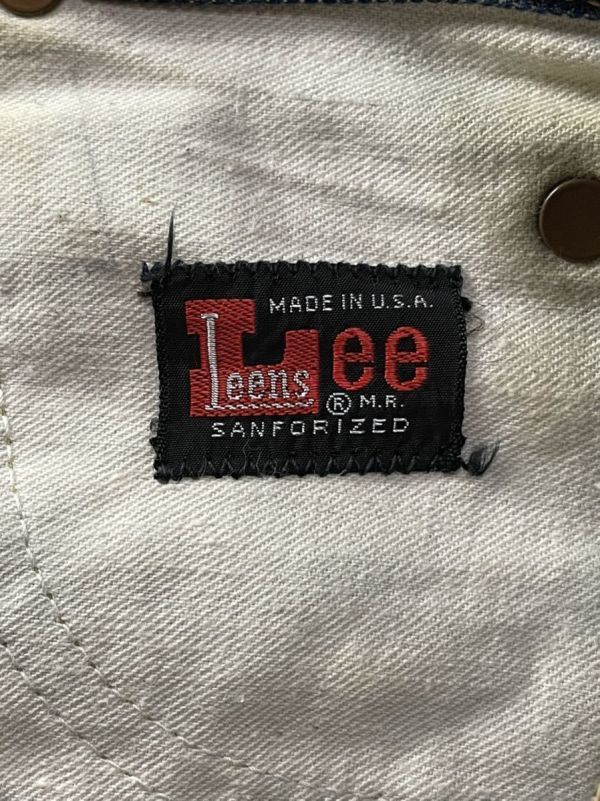 MADE IN U.S.A.
Lee
Leens
® M.R.
SANFORIZED